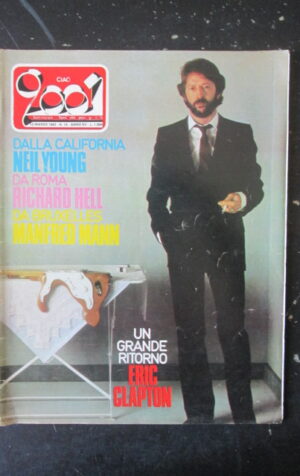 CIAO
2001
DALLA CALIFORNIA
NEIL YOUNG
DA ROMA
RICHARD HELL
DA BRUXELLES
MANFRED MANN
UN
GRANDE
RITORNO
ERIC
CLAPTON